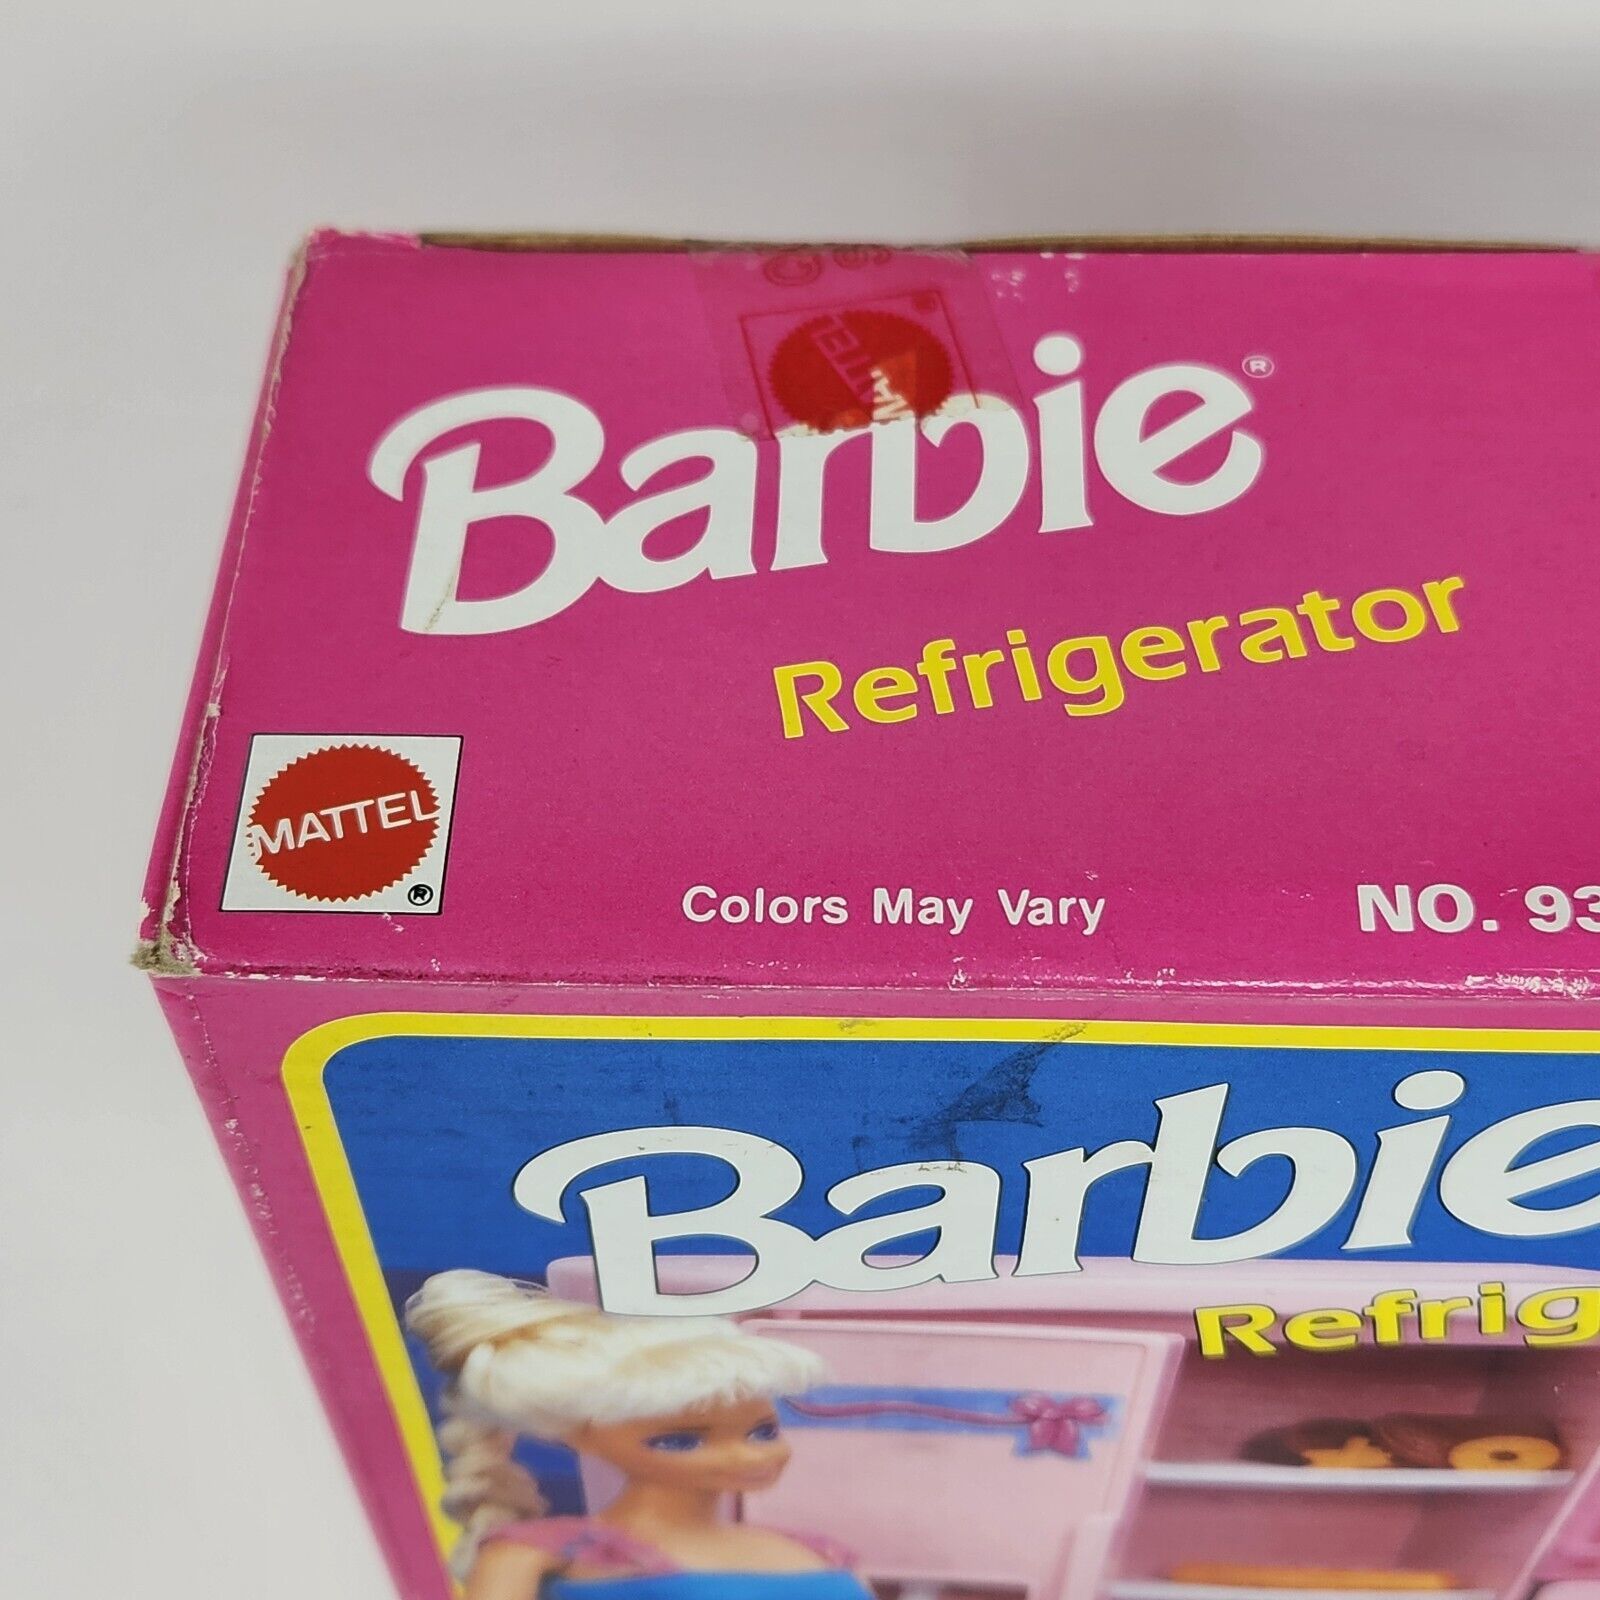 MATTEL
Barbie®
Refrigerator
MATTEL
®
Colors May Vary
NO. 93
Barbie
Refrig